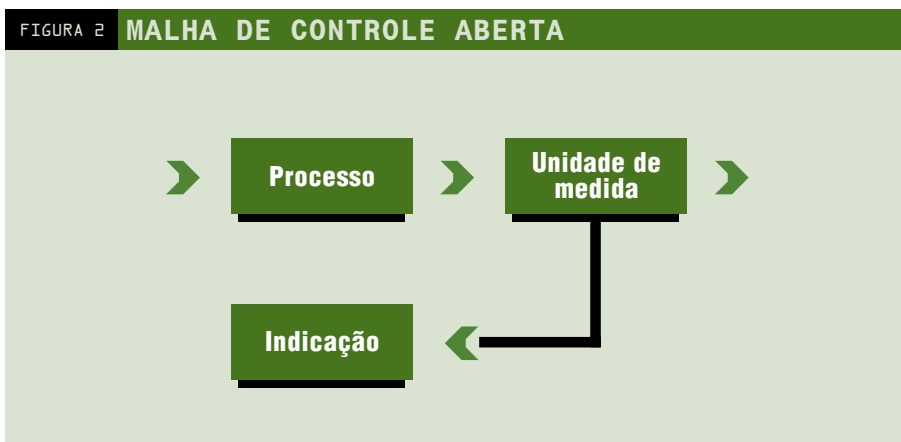 FIGURA 2 MALHA DE CONTROLE ABERTA
Processo
Unidade de
medida
Indicação